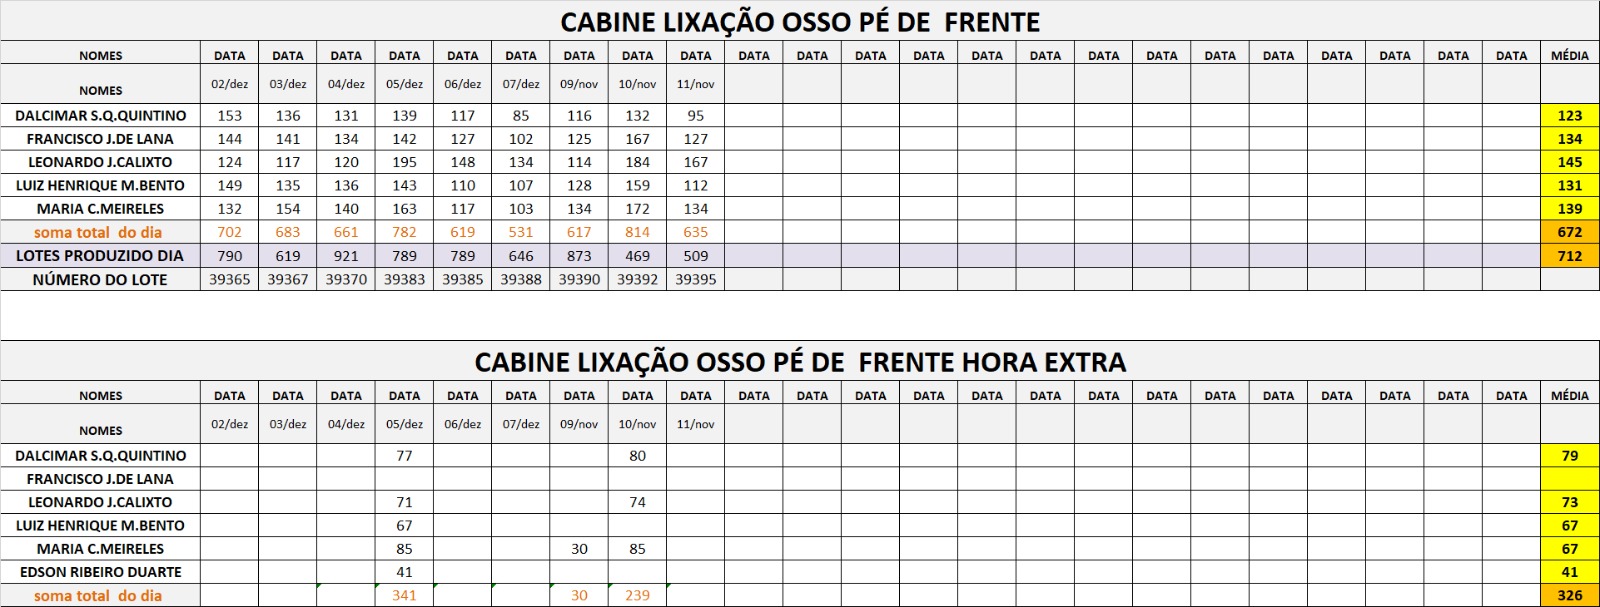 CABINE LIXAÇÃO OSSO PÉ DE  FRENTE
NOMES DATA DATA DATA DATA DATA DATA DATA DATA DATA DATA DATA DATA DATA DATA DATA DATA DATA DATA DATA DATA DATA DATA DATA MÉDIA
NOMES 02/dez 03/dez 04/dez 05/dez 06/dez 07/dez 09/nov 10/nov 11/nov
DALCIMAR S.Q.QUINTINO 153 136 131 139 117 85 116 132 95 123
FRANCISCO J.DE LANA 144 141 134 142 127 102 125 167 127 134
LEONARDO J.CALIXTO 124 117 120 195 148 134 114 184 167 145
LUIZ HENRIQUE M.BENTO 149 135 136 143 110 107 128 159 112 131
MARIA C.MEIRELES 132 154 140 163 117 103 134 172 134 139
soma total  do dia 702 683 661 782 619 531 617 814 635 672
LOTES PRODUZIDO DIA 790 619 921 789 789 646 873 469 509 712
NÚMERO DO LOTE 39365 39367 39370 39383 39385 39388 39390 39392 39395
CABINE LIXAÇÃO OSSO PÉ DE  FRENTE HORA EXTRA
NOMES DATA DATA DATA DATA DATA DATA DATA DATA DATA DATA DATA DATA DATA DATA DATA DATA DATA DATA DATA DATA DATA DATA DATA MÉDIA
NOMES 02/dez 03/dez 04/dez 05/dez 06/dez 07/dez 09/nov 10/nov 11/nov
DALCIMAR S.Q.QUINTINO 77 80 79
FRANCISCO J.DE LANA
LEONARDO J.CALIXTO 71 74 73
LUIZ HENRIQUE M.BENTO 67 67
MARIA C.MEIRELES 85 30 85 67
EDSON RIBEIRO DUARTE 41 41
soma total  do dia 341 30 239 326